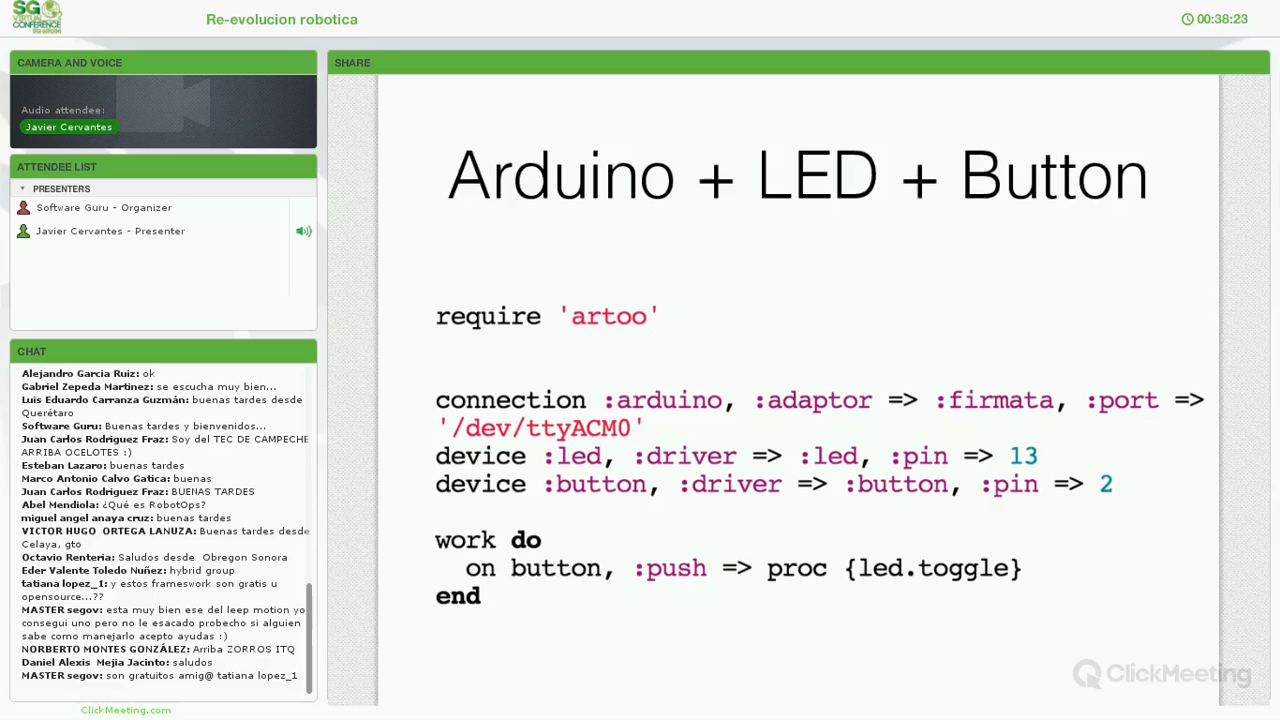 SG
VIRTUAL
CONFERENCE
Re-evolucion robotica
00:38:23
CAMERA AND VOICE
Audio attendee:
Javier Cervantes
ATTENDEE LIST
PRESENTERS
Software Guru - Organizer
Javier Cervantes - Presenter
CHAT
Alejandro Garcia Ruiz: ok
Gabriel Zepeda Martinez: se escucha muy bien...
Luis Eduardo Carranza Guzmán: buenas tardes desde
Querétaro
Software Guru: Buenas tardes y bienvenidos...
Juan Carlos Rodriguez Fraz: Soy del TEC DE CAMPECHE
ARRIBA OCELOTES :)
Esteban Lazaro: buenas tardes
Marco Antonio Calvo Gatica: buenas
Juan Carlos Rodriguez Fraz: BUENAS TARDES
Abel Mendiola: ¿Qué es RobotOps?
miguel angel anaya cruz: buenas tardes
VICTOR HUGO ORTEGA LANUZA: Buenas tardes desde
Celaya, gto
Octavio Renteria: Saludos desde Obregon Sonora
Eder Valente Toledo Nuñez: hybrid group
tatiana lopez_1: y estos framsework son gratis u
opensource...??
MASTER segov: esta muy bien ese del leep motion yo
consegui uno pero no le esacado probecho si alguien
sabe como manejarlo acepto ayudas :)
NORBERTO MONTES GONZÁLEZ: Arriba ZORROS ITQ
Daniel Alexis Mejia Jacinto: saludos
MASTER segov: son gratuitos amig@ tatiana lopez_1
ClickMeeting.com
SHARE
Arduino + LED + Button
require 'artoo'
connection :arduino, :adaptor => :firmata, :port =>
'/dev/ttyACM0'
device :led, :driver => :led, :pin => 13
device :button, :driver => :button, :pin => 2
work do
on button, :push => proc {led.toggle}
end
ClickMeeting